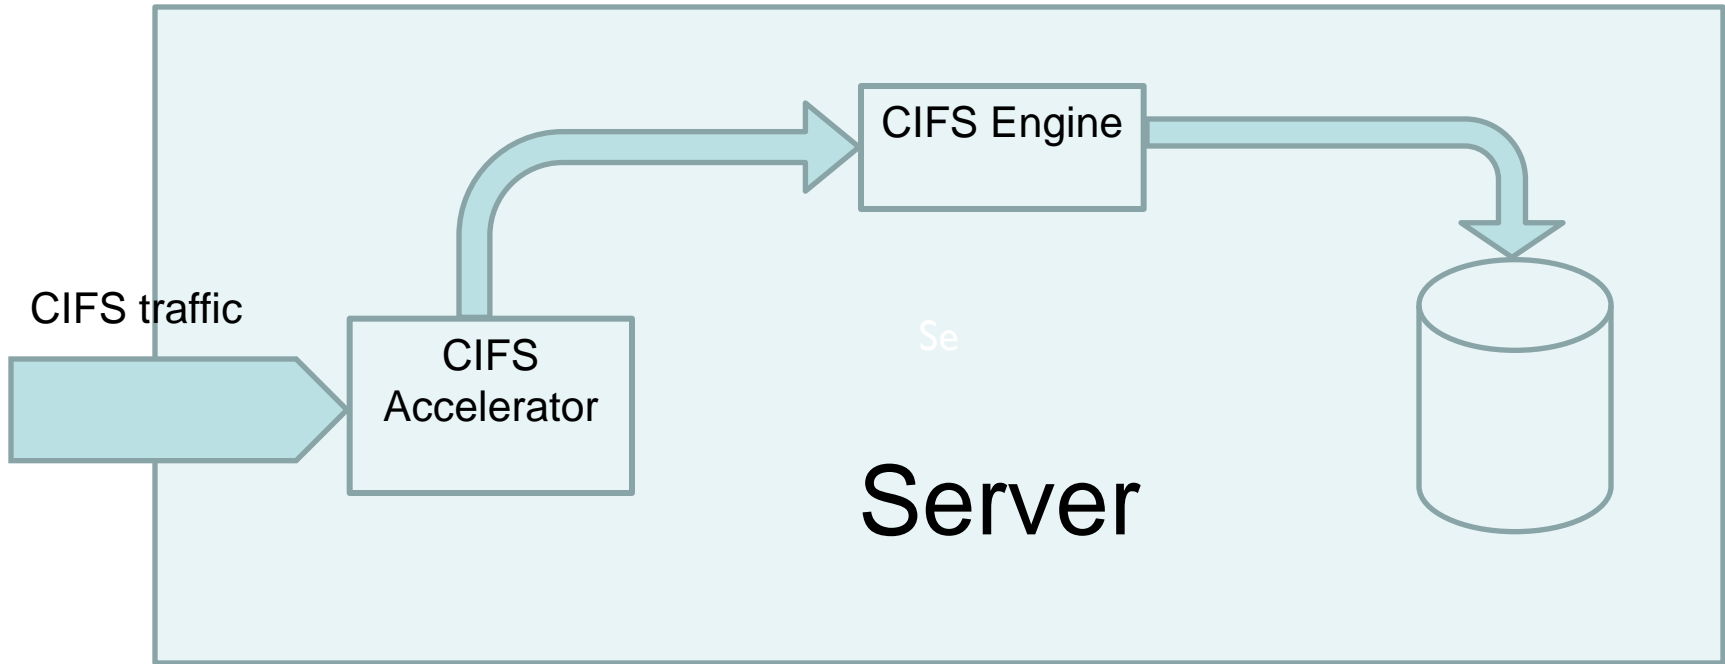 CIFS Engine
CIFS traffic
Se
CIFS
Accelerator
Server